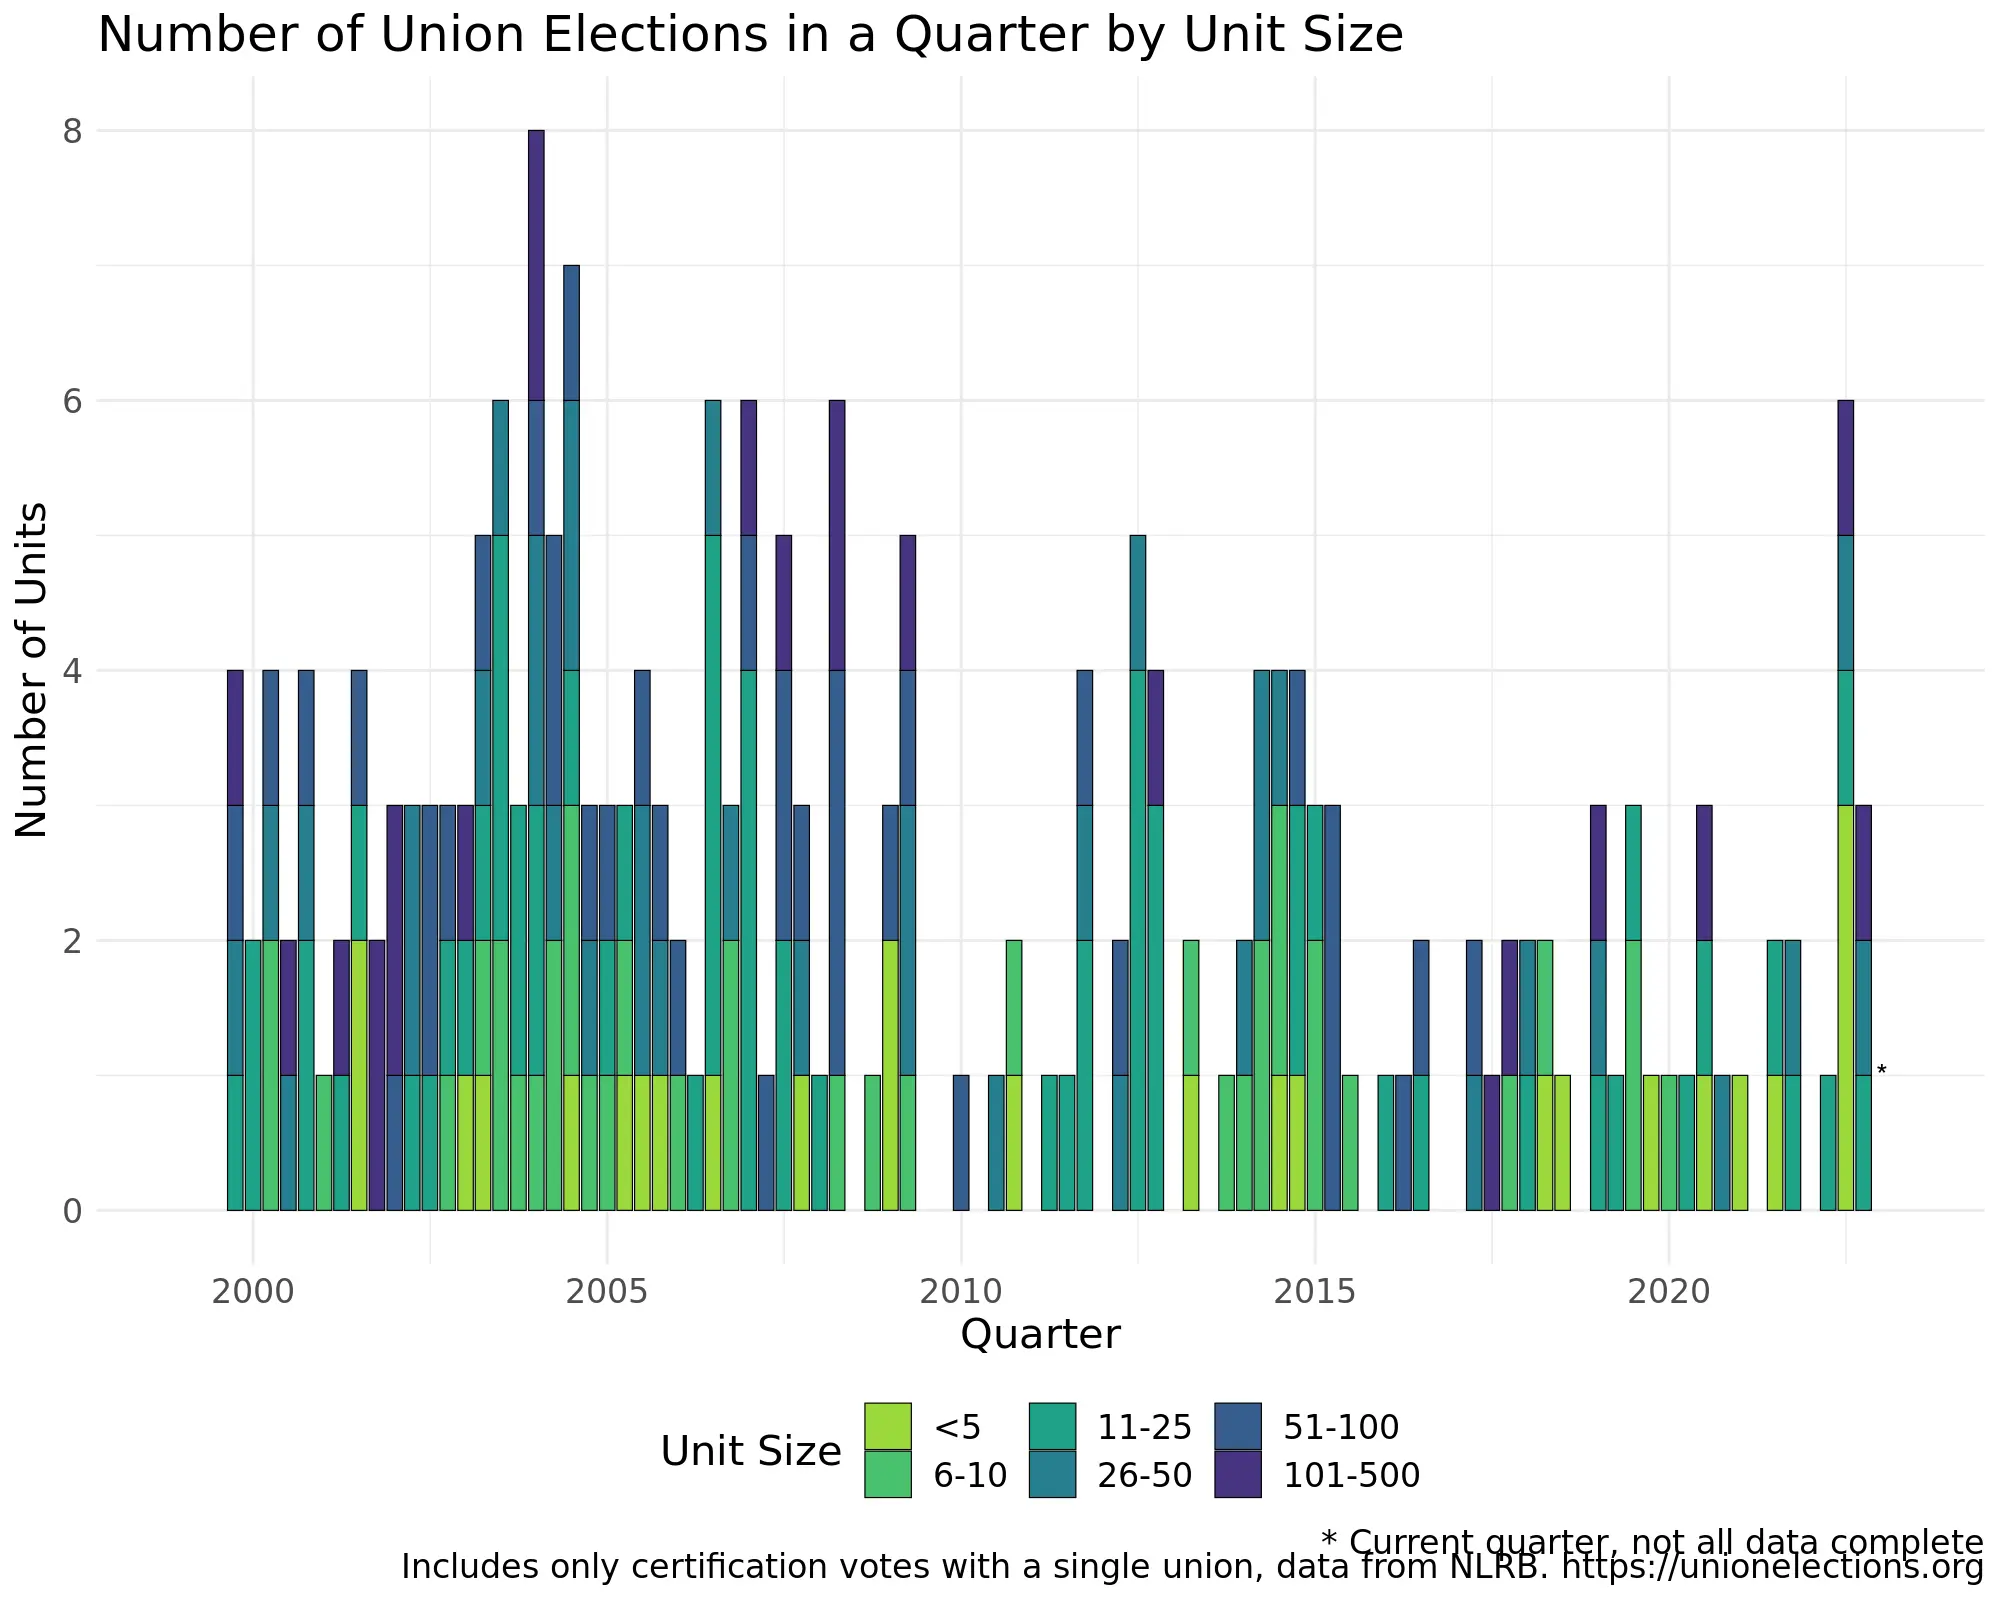 Number of Union Elections in a Quarter by Unit Size
Number of Units
8
6
4
2
0
*
2000 2005 2010 2015 2020
Quarter
Unit Size
<5 11-25 51-100
6-10 26-50 101-500
* Current quarter, not all data complete
Includes only certification votes with a single union, data from NLRB. https://unionelections.org